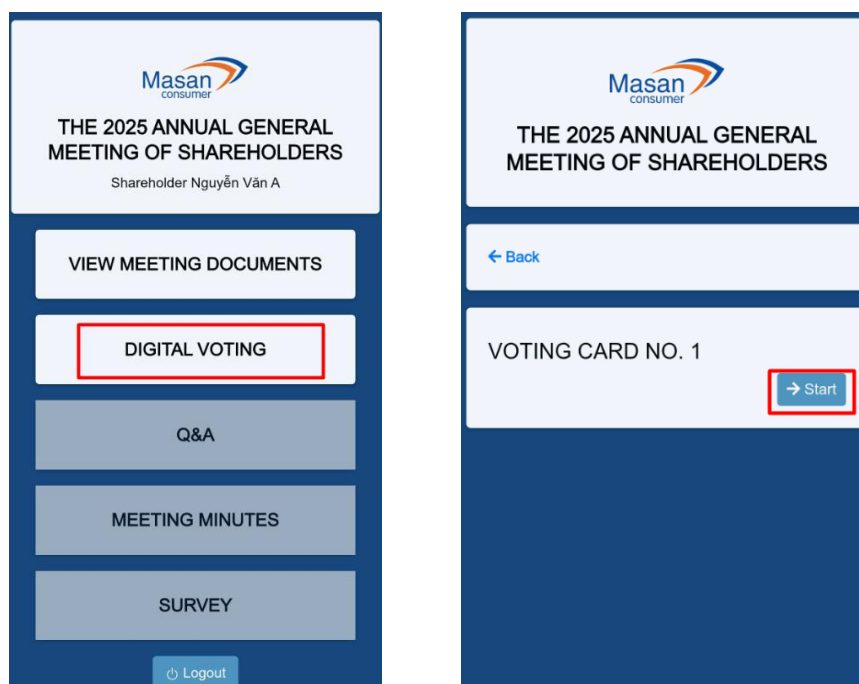 Masan
consumer
THE 2025 ANNUAL GENERAL
MEETING OF SHAREHOLDERS
Shareholder Nguyễn Văn A
VIEW MEETING DOCUMENTS
DIGITAL VOTING
Q&A
MEETING MINUTES
SURVEY
Logout
Masan
consumer
THE 2025 ANNUAL GENERAL
MEETING OF SHAREHOLDERS
← Back
VOTING CARD NO. 1
→ Start